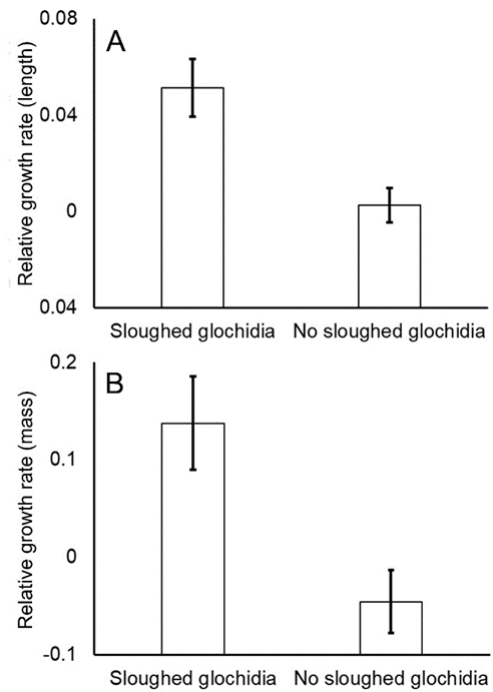 A
Relative growth rate (length)
0.08
0.04
0
0.04
Sloughed glochidia
No sloughed glochidia
B
Relative growth rate (mass)
0.2
0.1
0
-0.1
Sloughed glochidia
No sloughed glochidia